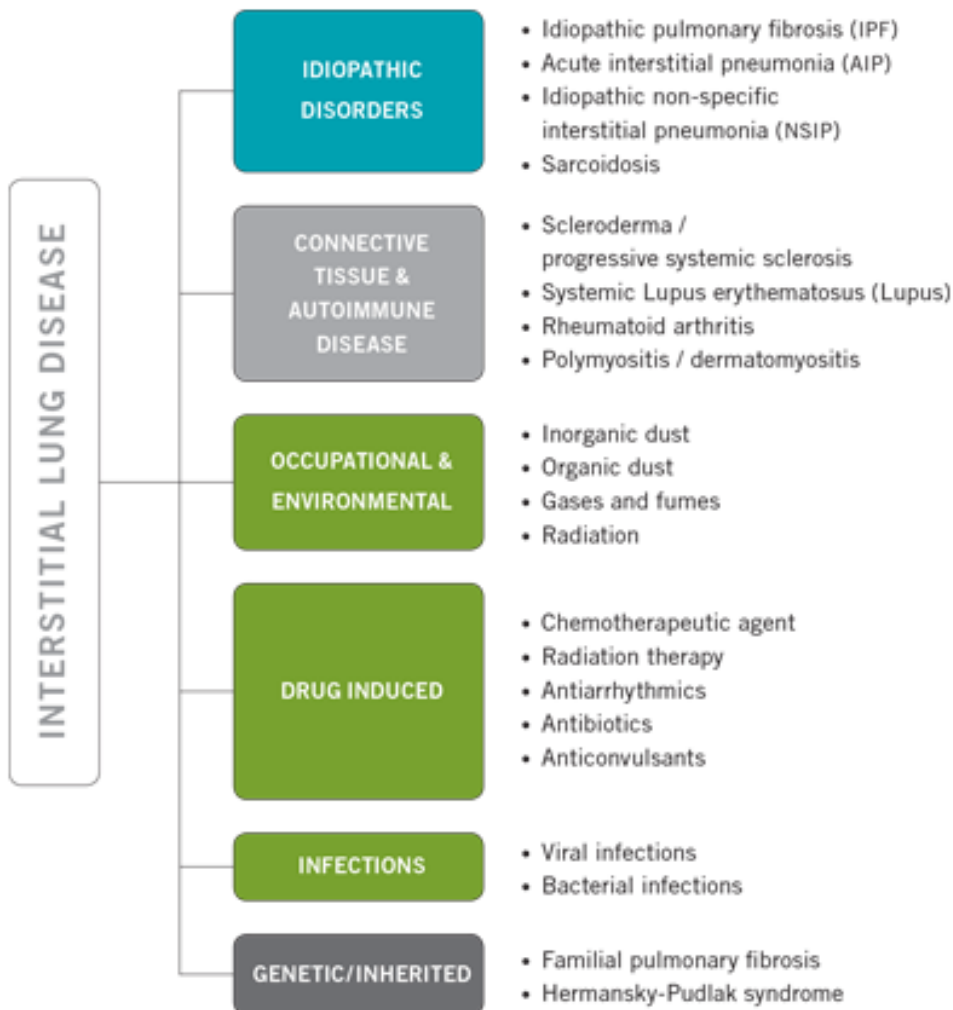 INTERSTITIAL LUNG DISEASE
IDIOPATHIC
DISORDERS
• Idiopathic pulmonary fibrosis (IPF)
• Acute interstitial pneumonia (AIP)
• Idiopathic non-specific
interstitial pneumonia (NSIP)
• Sarcoidosis
CONNECTIVE
TISSUE &
AUTOIMMUNE
DISEASE
• Scleroderma /
progressive systemic sclerosis
• Systemic Lupus erythematosus (Lupus)
• Rheumatoid arthritis
• Polymyositis / dermatomyositis
OCCUPATIONAL &
ENVIRONMENTAL
• Inorganic dust
• Organic dust
• Gases and fumes
• Radiation
DRUG INDUCED
• Chemotherapeutic agent
• Radiation therapy
• Antiarrhythmics
• Antibiotics
• Anticonvulsants
INFECTIONS
• Viral infections
• Bacterial infections
GENETIC/INHERITED
• Familial pulmonary fibrosis
• Hermansky-Pudlak syndrome